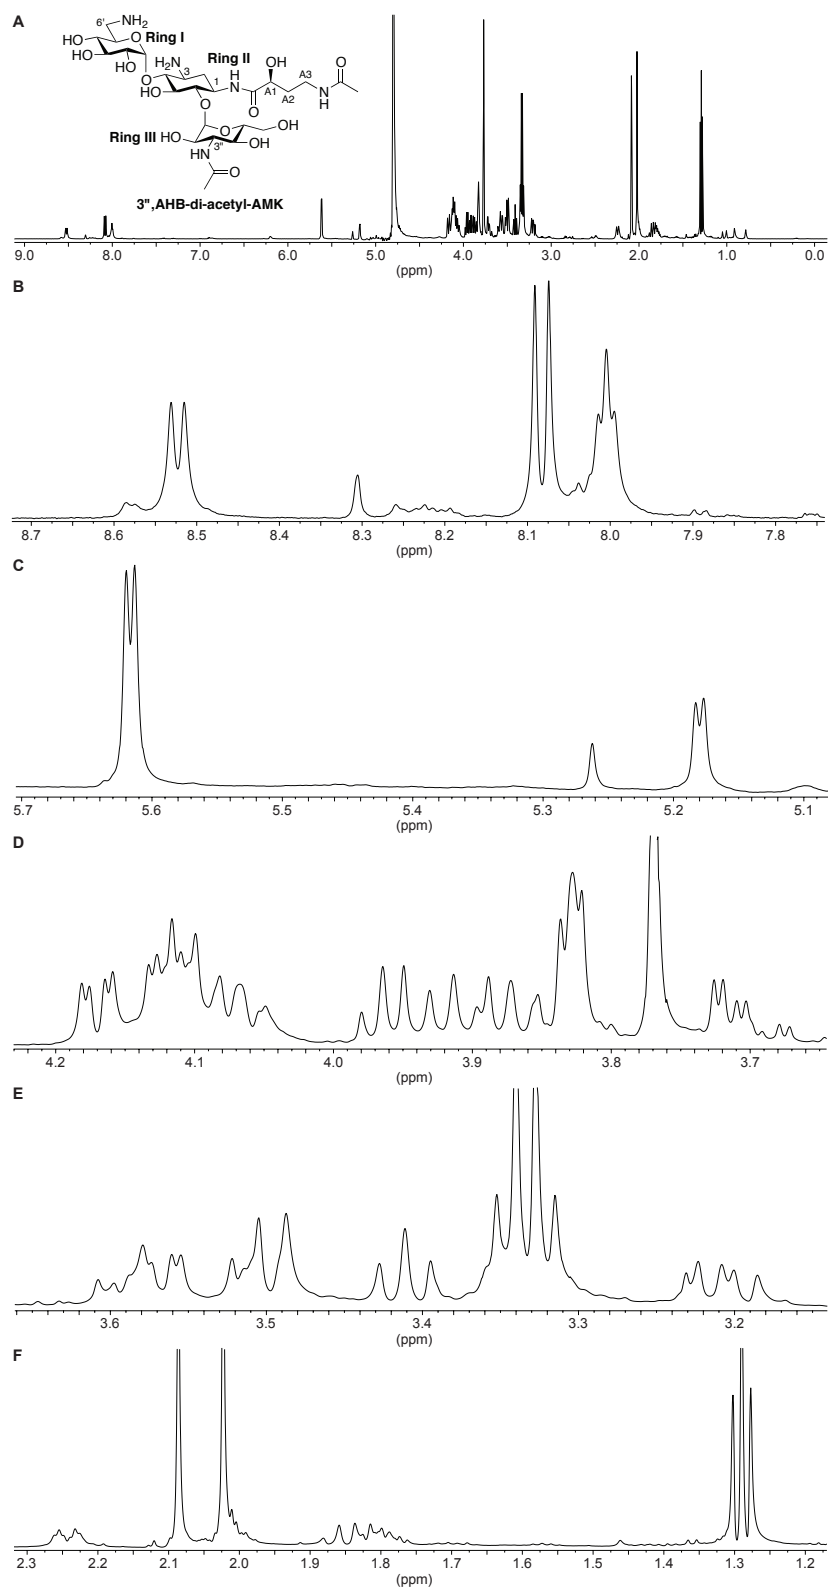 A
6'
NH2
HO
O
Ring I
HO
HO
O
H2N
3
Ring II
OH
O
HO
1
H
N
A1
A2
A3
N
H
O
O
O
Ring III
HO
O
OH
3"
OH
HN
O
3",AHB-di-acetyl-AMK
9.0 8.0 7.0 6.0 5.0 4.0 3.0 2.0 1.0 0.0
(ppm)
B
8.7 8.6 8.5 8.4 8.3 8.2 8.1 8.0 7.9 7.8
(ppm)
C
5.7 5.6 5.5 5.4 5.3 5.2 5.1
(ppm)
D
4.2 4.1 4.0 3.9 3.8 3.7
(ppm)
E
3.6 3.5 3.4 3.3 3.2
(ppm)
F
2.3 2.2 2.1 2.0 1.9 1.8 1.7 1.6 1.5 1.4 1.3 1.2
(ppm)